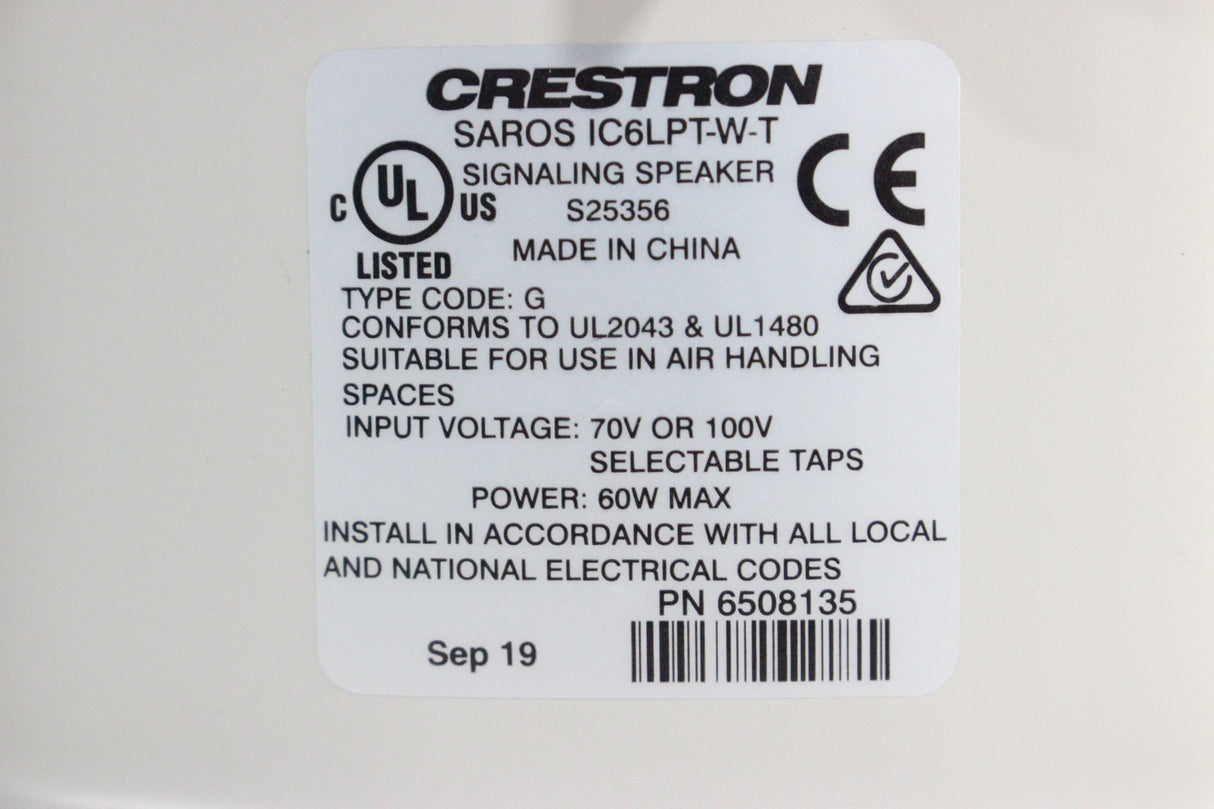 CRESTRON
SAROS IC6LPT-W-T
SIGNALING SPEAKER
C UL US
S25356
LISTED
MADE IN CHINA
CE
TYPE CODE: G
CONFORMS TO UL2043 & UL1480
SUITABLE FOR USE IN AIR HANDLING
SPACES
INPUT VOLTAGE: 70V OR 100V
SELECTABLE TAPS
POWER: 60W MAX
INSTALL IN ACCORDANCE WITH ALL LOCAL
AND NATIONAL ELECTRICAL CODES
PN 6508135
Sep 19